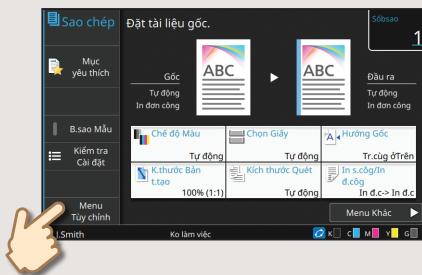 Sao chép
Đặt tài liệu gốc.
Sốbsao
1
Mục
yêu thích
Gốc
Tự động
In đơn công
ABC
ABC
Đầu ra
Tự động
In đơn công
B.sao Mẫu
Kiểm tra
Cài đặt
Menu
Tùy chỉnh
Chế độ Màu
Tự động
Chọn Giấy
Tự động
Hướng Gốc
Tr.cùg ởTrên
K.thước Bản
t.tạo
100% (1:1)
Kích thước Quét
Tự động
In s.côg/In
đ.côg
In đ.c-> In đ.c
Menu Khác
I.Smith
Ko làm việc
K
C
M
Y
G